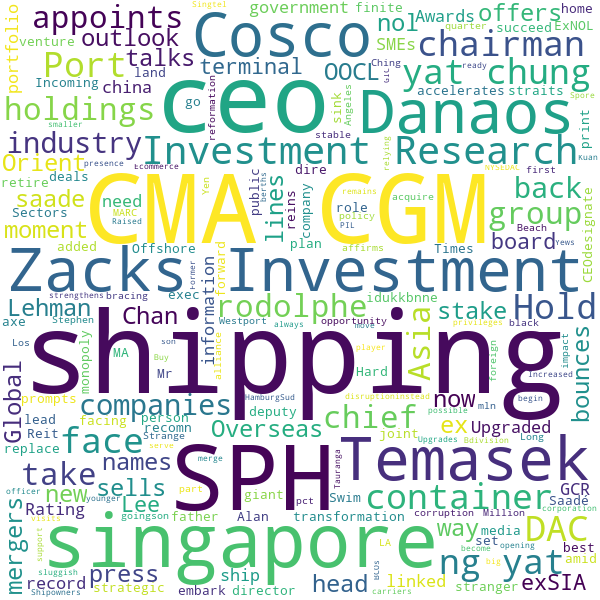 Singtel
government finite
quarter
Awards
ExNOL
home
appoints
Cosco
nol
offers
portfolio
venture
outlook
SMEs
succeed
Incoming
Port talks
OOCL
chairman
land
terminal
Ching
ready
holdings
china
ceo
yat chung
go
accelerates straits
reformation
GIC
Angeles
sink
print
smaller
stable
industry
Investment Research
Danaos
presence
Ecommerce
dire
relying
first
Kuan
Orient
MARC
Raised
deals
retire
saade
need
public
berths
Yen
role
company
reins
NYSEDAC
back
Spore
CMA CGM
lines
policy
acquire
group
CEOdesignate
moment
Sectors
plan
remains
PIL
Beach
Yews
added
Offshore
Times
affirms
board
Former
Zacks Investment
strengthens
bracing
exec
forward
idukkbnne
stake
Hold
Lehman
information
rodolphe
Asia
axe
Stephen
Chan
Westport
opportunity
privileges
black
Los
monopoly
MA
alliance
always
move
player
impact
bounces
Global
prompts
son
Buy
Mr
Hard
foreign
shipping
companies
HamburgSud
disruptioninstead
Increased
lead
facing
deputy
mln
begin
Reit
person
chief
now
Upgraded
face
recomn
Overseas
ex
possible
replace
Strange
joint
Upgrades
Bdivision
Long
take
names
SPH
Temasek
merge
serve
giant
Tauranga
GCR
Saade
officer
younger
part
pct
Swim
corruption
Million
corporation
new
sells
container
DAC
mergers
Rating
Lee
father
Alan
transformation
way
set
best
visits
goingson
LA
media
become
opening
amid
singapore
ng yat
support
record
press
ship
head
linked
stranger
big
sluggish
Shipowners
strategic
embark
director
HCOS
carriers
exSIA